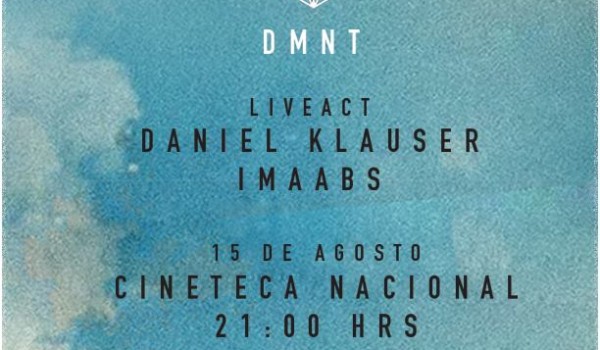 DMNT
LIVEACT
DANIEL KLAUSER
IMAABS
15 DE AGOSTO
CINETECA NACIONAL
21:00 HRS